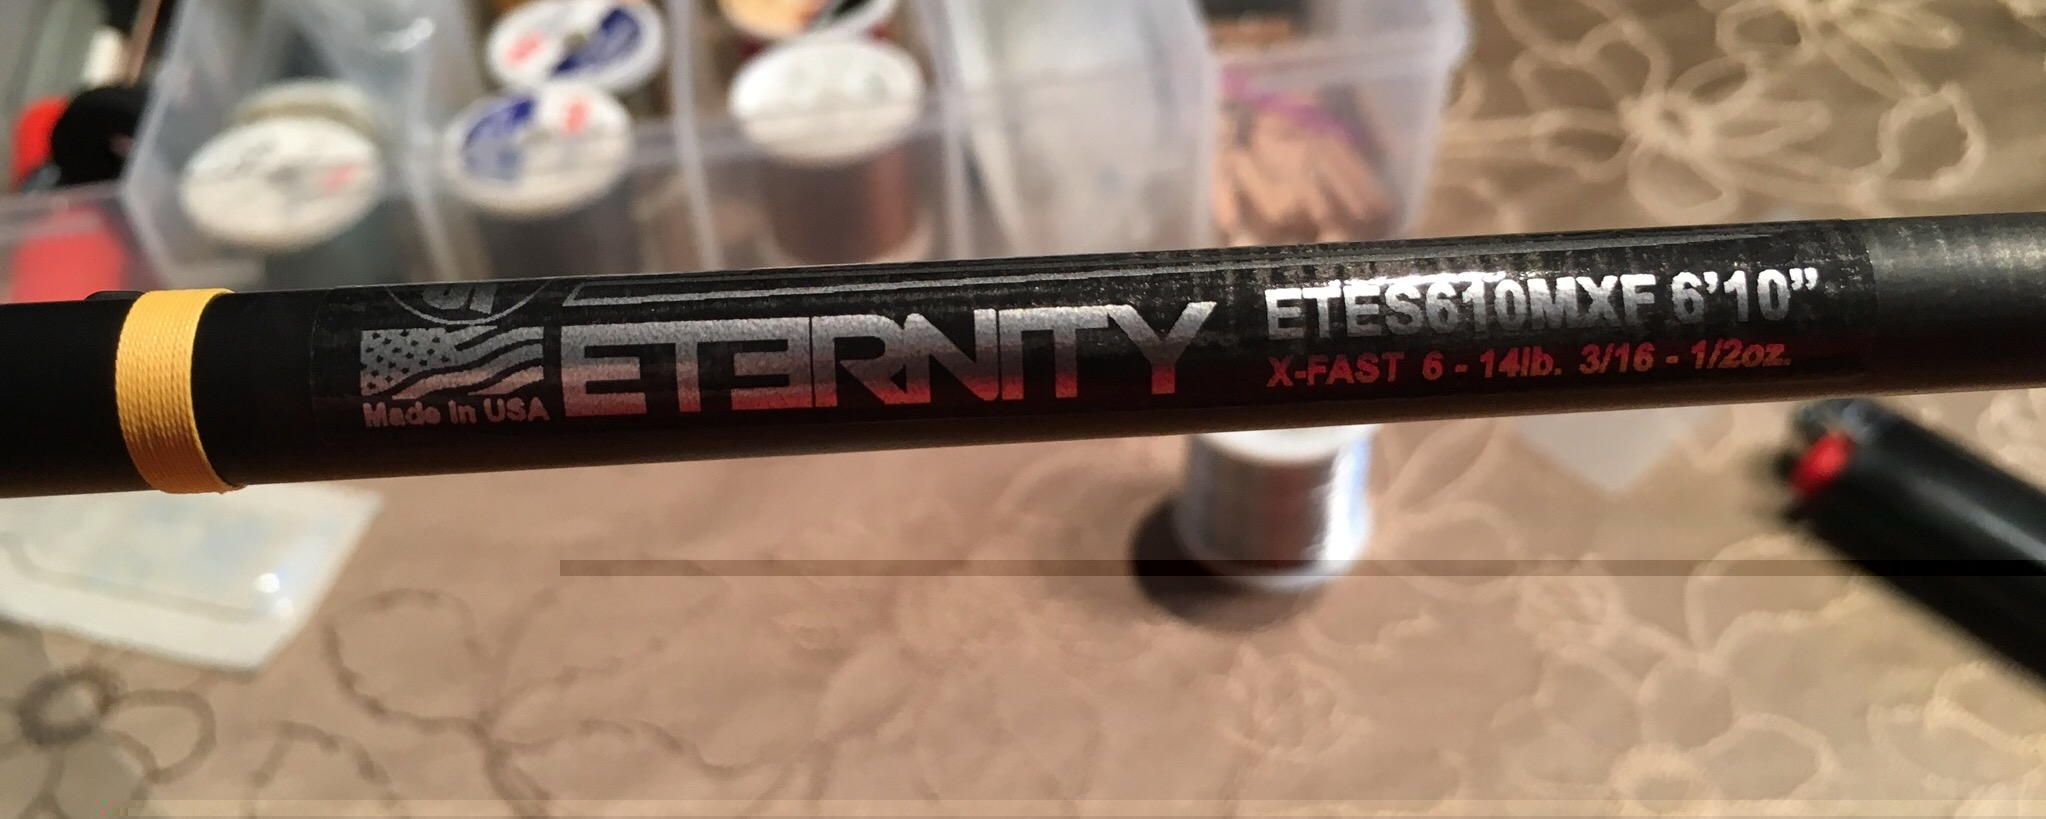 ETERNITY
Made in USA
ETES610MXF 6'10"
X-FAST 6 - 14lb. 3/16 - 1/2oz.